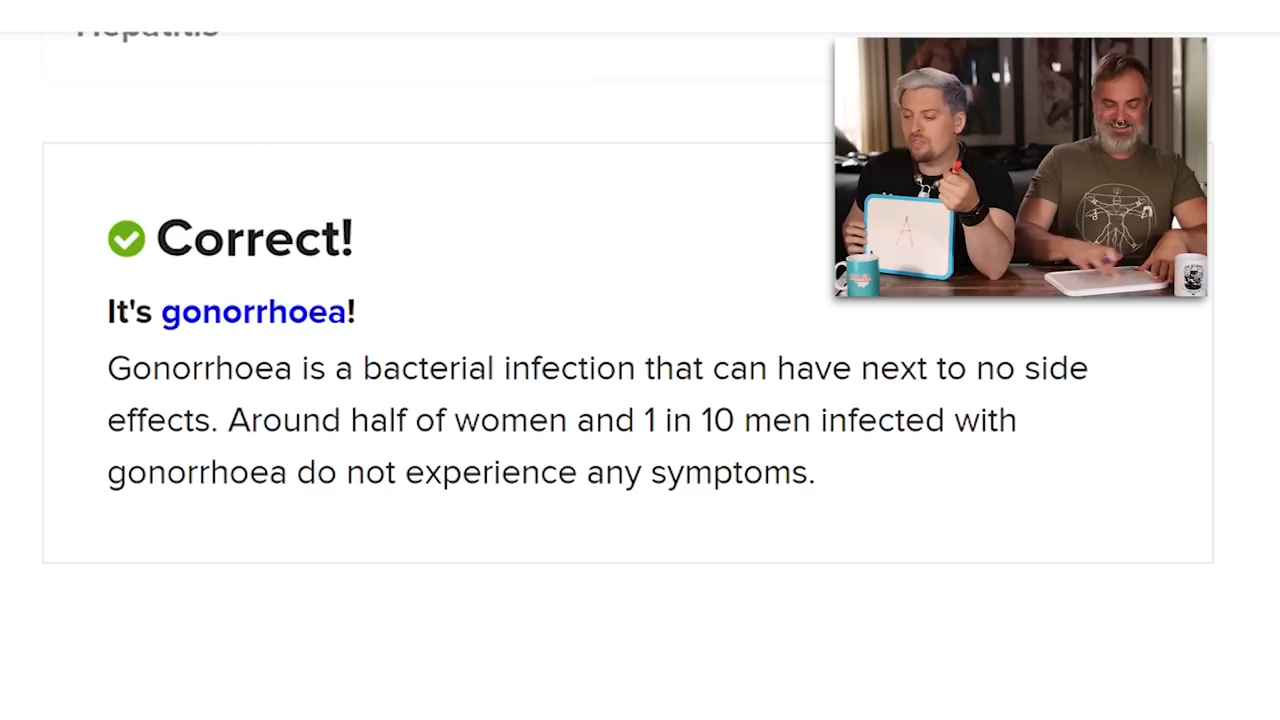 Hepatitis
Correct!
It's gonorrhoea!
Gonorrhoea is a bacterial infection that can have next to no side
effects. Around half of women and 1 in 10 men infected with
gonorrhoea do not experience any symptoms.
A